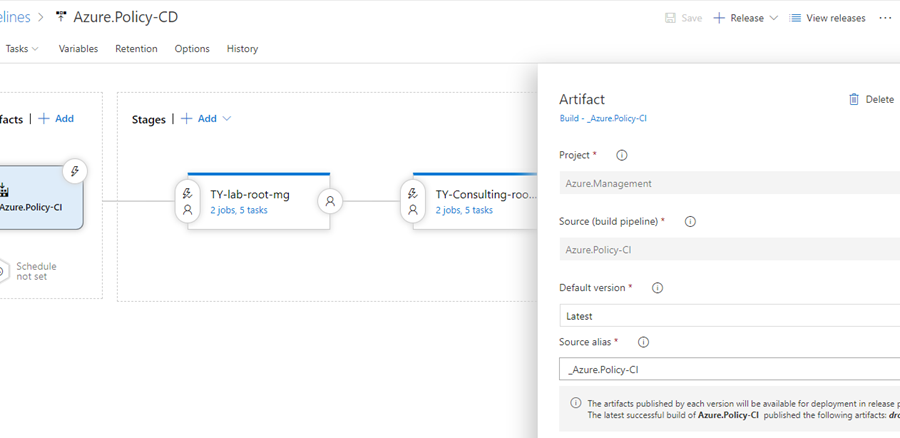 elines > Azure.Policy-CD
Save + Release View releases ...
Tasks Variables Retention Options History
facts | + Add
Stages | + Add
Artifact
Delete
Build - _Azure.Policy-CI
Project * 
Azure.Management
Source (build pipeline) *
Azure.Policy-CI
Default version *
Latest
Source alias *
_Azure.Policy-CI
The artifacts published by each version will be available for deployment in release p
The latest successful build of Azure.Policy-CI published the following artifacts: dro
Azure.Policy-CI
Schedule
not set
TY-lab-root-mg
2 jobs, 5 tasks
TY-Consulting-roo...
2 jobs, 5 tasks